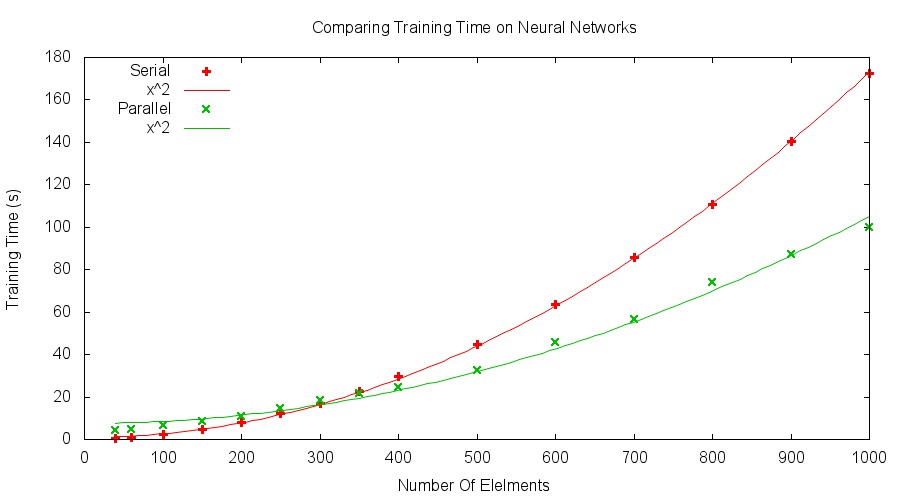 Comparing Training Time on Neural Networks
Training Time (s)
180
160
140
120
100
80
60
40
20
0
Serial
x^2
Parallel
x^2
0 100 200 300 400 500 600 700 800 900 1000
Number Of Elelments